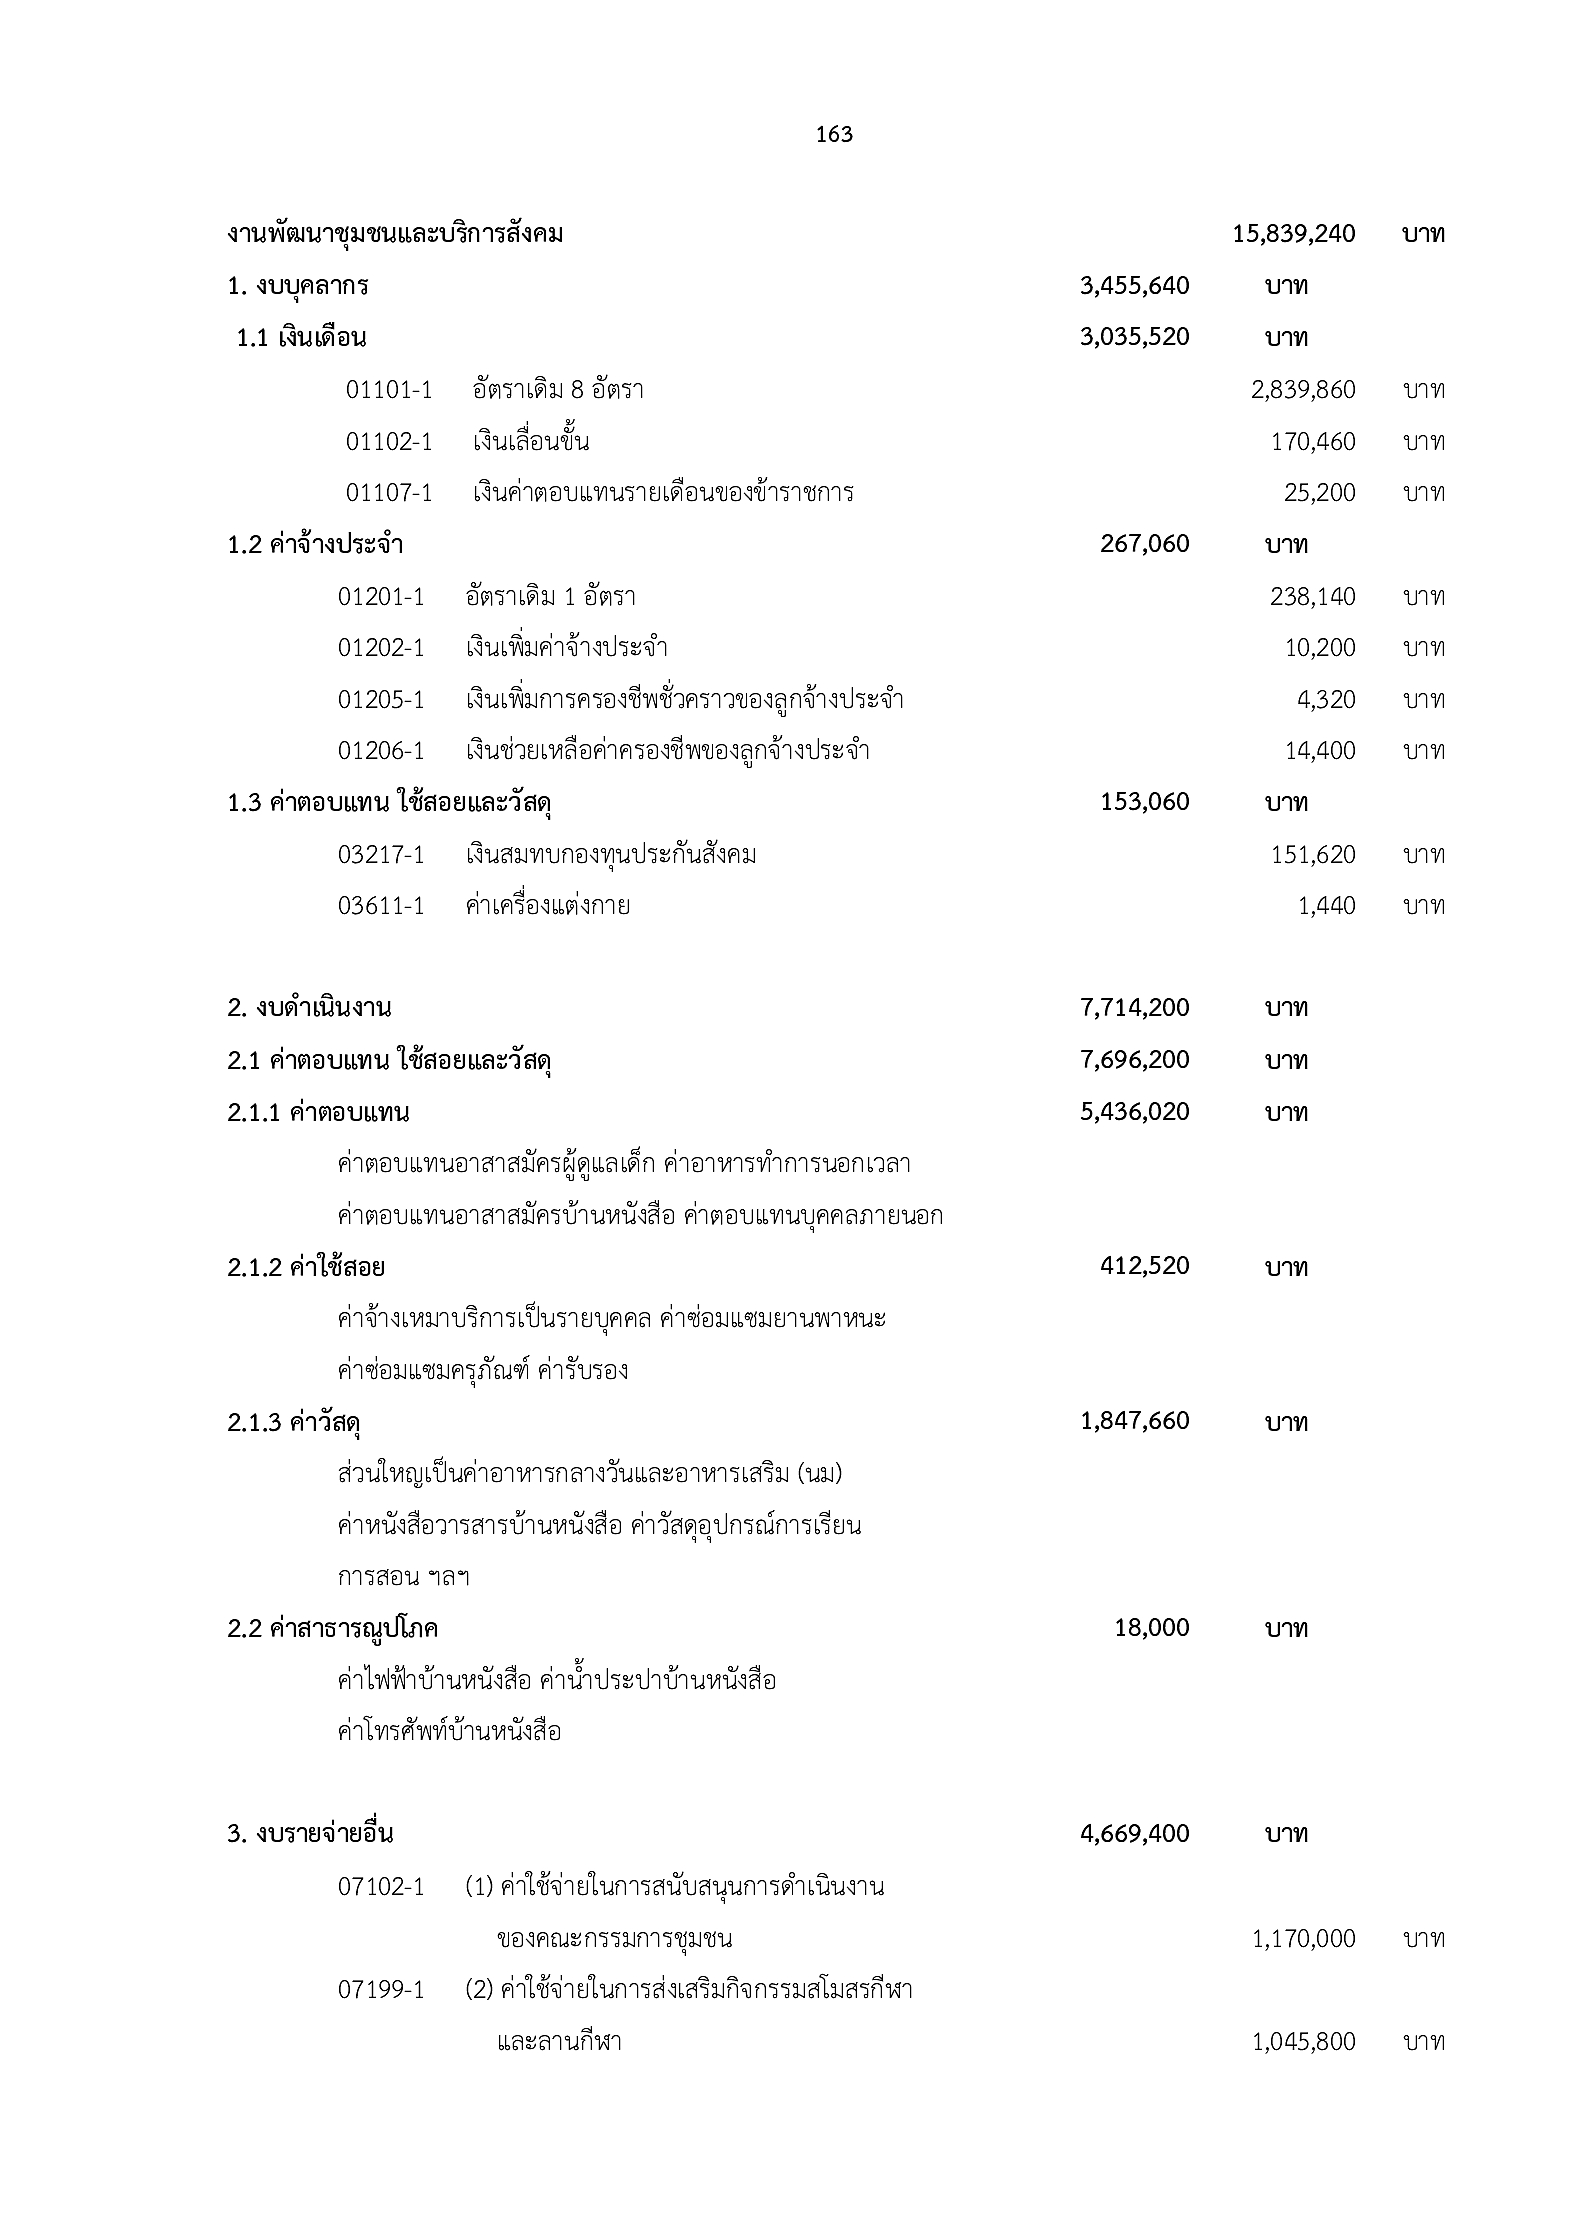 163
งานพัฒนาชุมชนและบริการสังคม 15,839,240 บาท
1. งบบุคลากร 3,455,640 บาท
1.1 เงินเดือน 3,035,520 บาท
01101-1 อัตราเดิม 8 อัตรา 2,839,860 บาท
01102-1 เงินเลื่อนขั้น 170,460 บาท
01107-1 เงินค่าตอบแทนรายเดือนของข้าราชการ 25,200 บาท
1.2 ค่าจ้างประจำ 267,060 บาท
01201-1 อัตราเดิม 1 อัตรา 238,140 บาท
01202-1 เงินเพิ่มค่าจ้างประจำ 10,200 บาท
01205-1 เงินเพิ่มการครองชีพชั่วคราวของลูกจ้างประจำ 4,320 บาท
01206-1 เงินช่วยเหลือค่าครองชีพของลูกจ้างประจำ 14,400 บาท
1.3 ค่าตอบแทน ใช้สอยและวัสดุ 153,060 บาท
03217-1 เงินสมทบกองทุนประกันสังคม 151,620 บาท
03611-1 ค่าเครื่องแต่งกาย 1,440 บาท
2. งบดำเนินงาน 7,714,200 บาท
2.1 ค่าตอบแทน ใช้สอยและวัสดุ 7,696,200 บาท
2.1.1 ค่าตอบแทน 5,436,020 บาท
ค่าตอบแทนอาสาสมัครผู้ดูแลเด็ก ค่าอาหารทำการนอกเวลา
ค่าตอบแทนอาสาสมัครบ้านหนังสือ ค่าตอบแทนบุคคลภายนอก
2.1.2 ค่าใช้สอย 412,520 บาท
ค่าจ้างเหมาบริการเป็นรายบุคคล ค่าซ่อมแซมยานพาหนะ
ค่าซ่อมแซมครุภัณฑ์ ค่ารับรอง
2.1.3 ค่าวัสดุ 1,847,660 บาท
ส่วนใหญ่เป็นค่าอาหารกลางวันและอาหารเสริม (นม)
ค่าหนังสือวารสารบ้านหนังสือ ค่าวัสดุอุปกรณ์การเรียน
การสอน ฯลฯ
2.2 ค่าสาธารณูปโภค 18,000 บาท
ค่าไฟฟ้าบ้านหนังสือ ค่าน้ำประปาบ้านหนังสือ
ค่าโทรศัพท์บ้านหนังสือ
3. งบรายจ่ายอื่น 4,669,400 บาท
07102-1 (1) ค่าใช้จ่ายในการสนับสนุนการดำเนินงาน
ของคณะกรรมการชุมชน 1,170,000 บาท
07199-1 (2) ค่าใช้จ่ายในการส่งเสริมกิจกรรมสโมสรกีฬา
และลานกีฬา 1,045,800 บาท